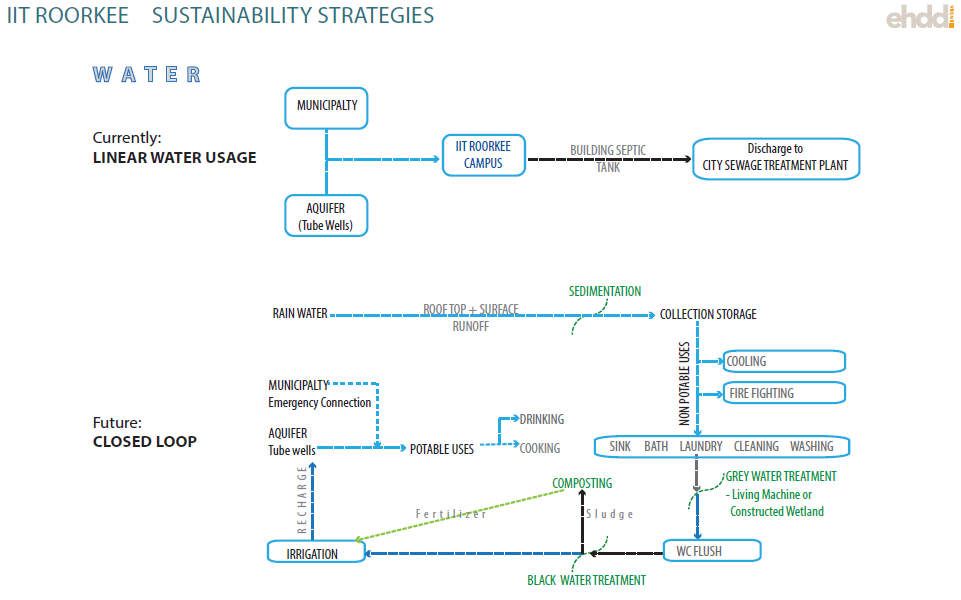 IIT ROORKEE SUSTAINABILITY STRATEGIES
ehdd
WATER
Currently:
LINEAR WATER USAGE
MUNICIPALTY
AQUIFER
(Tube Wells)
IIT ROORKEE
CAMPUS
BUILDING SEPTIC
TANK
Discharge to
CITY SEWAGE TREATMENT PLANT
Future:
CLOSED LOOP
RAIN WATER
ROOFTOP + SURFACE
RUNOFF
SEDIMENTATION
COLLECTION STORAGE
NON POTABLE USES
COOLING
FIRE FIGHTING
MUNICIPALTY
Emergency Connection
AQUIFER
Tube wells
POTABLE USES
DRINKING
COOKING
SINK BATH LAUNDRY CLEANING WASHING
GREY WATER TREATMENT
- Living Machine or
Constructed Wetland
COMPOSTING
RECHARGE
Fertilizer
Sludge
IRRIGATION
WC FLUSH
BLACK WATER TREATMENT